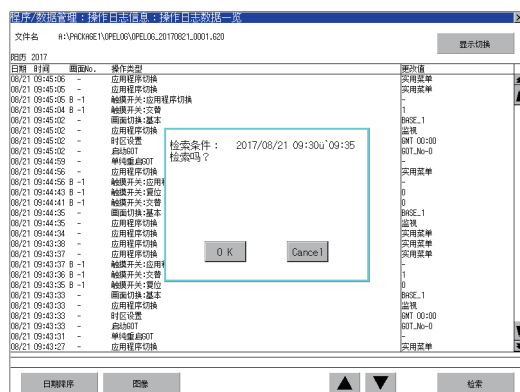 程序/数据管理：操作日志信息：操作日志数据一览
文件名 A:\PACKAGE1\OPELOG\OPELOG_20170821_0001.G2O
显示切换
阳历 2017
日期 时间 画面No. 操作类型 更改值
08/21 09:45:06 - 应用程序切换 实用菜单
08/21 09:45:05 - 应用程序切换 实用菜单
08/21 09:45:05 B -1 触摸开关:应用程序切换 -
08/21 09:45:04 B -1 触摸开关:交替 1
08/21 09:45:02 - 画面切换:基本 BASE_1
08/21 09:45:02 - 应用程序切换 监视
08/21 09:45:02 - 时区设置 GMT 00:00
08/21 09:45:02 - 启动GOT GOT_No-0
08/21 09:44:59 - 单纯重启GOT -
08/21 09:44:56 - 应用程序切换 实用菜单
08/21 09:44:56 B -1 触摸开关:应用 -
08/21 09:44:43 B -1 触摸开关:复位 0
08/21 09:44:41 B -1 触摸开关:交替 0
08/21 09:44:35 - 画面切换:基本 BASE_1
08/21 09:44:35 - 应用程序切换 监视
08/21 09:44:34 - 应用程序切换 实用菜单
08/21 09:43:38 - 应用程序切换 实用菜单
08/21 09:43:37 - 应用程序切换 实用菜单
08/21 09:43:37 B -1 触摸开关:应用 -
08/21 09:43:36 B -1 触摸开关:交替 1
08/21 09:43:35 B -1 触摸开关:复位 0
08/21 09:43:33 - 画面切换:基本 BASE_1
08/21 09:43:33 - 应用程序切换 监视
08/21 09:43:33 - 时区设置 GMT 00:00
08/21 09:43:33 - 启动GOT GOT_No-0
08/21 09:43:31 - 单纯重启GOT -
08/21 09:43:27 - 应用程序切换 实用菜单
检索条件： 2017/08/21 09:30ù`09:35
检索吗？
OK Cancel
日期降序 图像 ▲ ▼ 检索